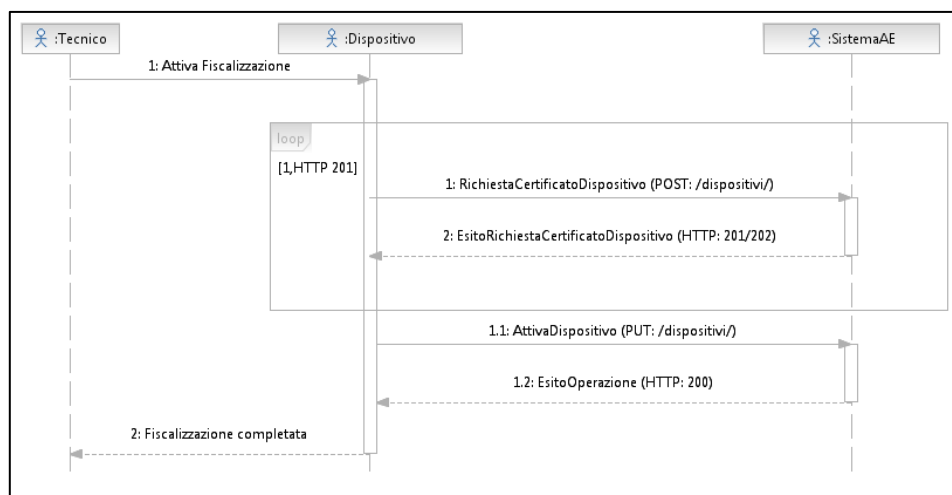 :Tecnico
:Dispositivo
:SistemaAE
1: Attiva Fiscalizzazione
loop
[1,HTTP 201]
1: RichiestaCertificatoDispositivo (POST: /dispositivi/)
2: EsitoRichiestaCertificatoDispositivo (HTTP: 201/202)
1.1: AttivaDispositivo (PUT: /dispositivi/)
1.2: EsitoOperazione (HTTP: 200)
2: Fiscalizzazione completata